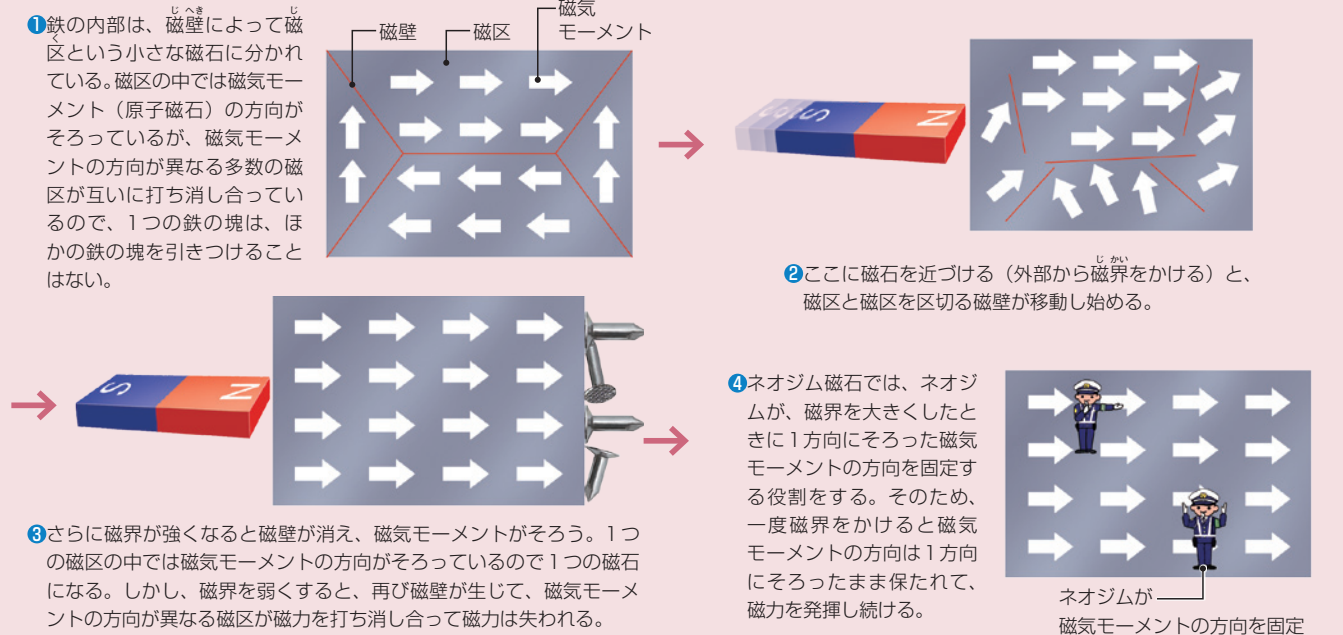 ❶鉄の内部は、磁壁によって磁
区という小さな磁石に分かれ
ている。磁区の中では磁気モー
メント（原子磁石）の方向が
そろっているが、磁気モーメ
ントの方向が異なる多数の磁
区が互いに打ち消し合ってい
るので、1つの鉄の塊は、ほ
かの鉄の塊を引きつけること
はない。
じへき
じ
く
磁壁
磁区
磁気
モーメント
S
N
じかい
❷ここに磁石を近づける（外部から磁界をかける）と、
磁区と磁区を区切る磁壁が移動し始める。
S
N
❸さらに磁界が強くなると磁壁が消え、磁気モーメントがそろう。1つ
の磁区の中では磁気モーメントの方向がそろっているので1つの磁石
になる。しかし、磁界を弱くすると、再び磁壁が生じて、磁気モーメ
ントの方向が異なる磁区が磁力を打ち消し合って磁力は失われる。
❹ネオジム磁石では、ネオジ
ムが、磁界を大きくしたと
きに1方向にそろった磁気
モーメントの方向を固定す
る役割をする。そのため、
一度磁界をかけると磁気
モーメントの方向は1方向
にそろったまま保たれて、
磁力を発揮し続ける。
ネオジムが
磁気モーメントの方向を固定